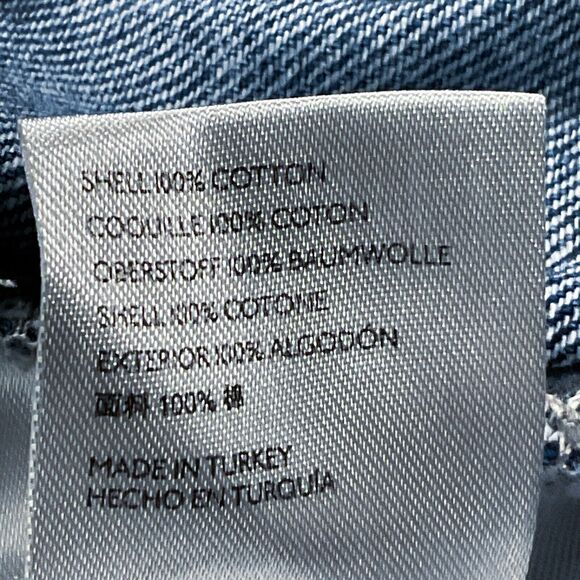 SHELL 100% COTTON
COQUILLE 100% COTON
OBERSTOFF 100% BAUMWOLLE
SHELL 100% COTONE
EXTERIOR 100% ALGODÓN
面料 100% 棉
MADE IN TURKEY
HECHO EN TURQUÍA